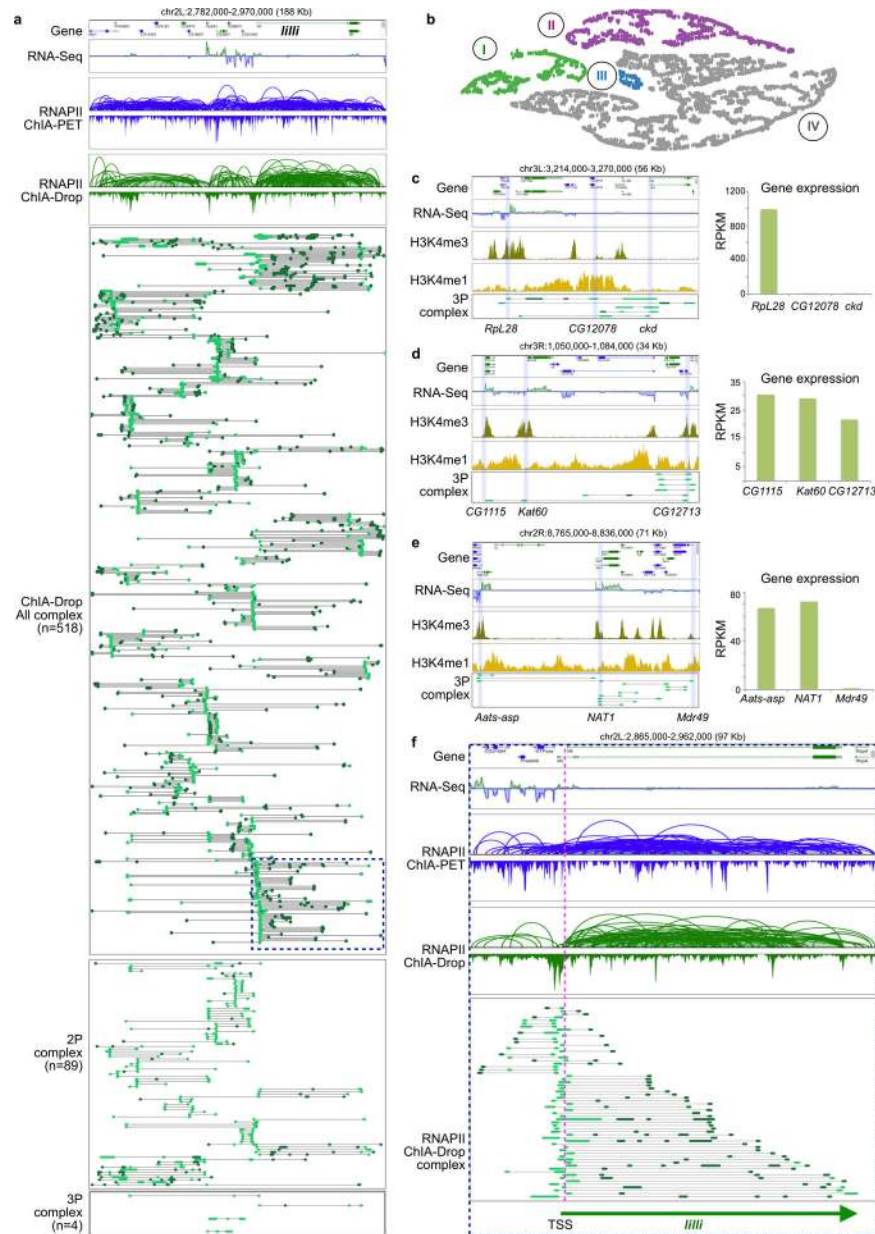 a
chr2L:2,782,000-2,970,000 (188 Kb)
Gene
lilli
RNA-Seq
RNAPII
ChIA-PET
RNAPII
ChIA-Drop
ChIA-Drop
All complex
(n=518)
2P
complex
(n=89)
3P
complex
(n=4)
b
I
II
III
IV
c
chr3L:3,214,000-3,270,000 (56 Kb)
Gene
RNA-Seq
H3K4me3
H3K4me1
3P
complex
RpL28 CG12078 ckd
Gene expression
RPKM
1200
800
600
400
200
0
RpL28 CG12078 ckd
d
chr3R:1,050,000-1,084,000 (34 Kb)
Gene
RNA-Seq
H3K4me3
H3K4me1
3P
complex
CG1115 Kat60 CG12713
Gene expression
RPKM
35
25
15
5
CG1115 Kat60 CG12713
e
chr2R:8,765,000-8,836,000 (71 Kb)
Gene
RNA-Seq
H3K4me3
H3K4me1
3P
complex
Aats-asp NAT1 Mdr49
Gene expression
RPKM
80
40
0
Aats-asp NAT1 Mdr49
f
chr2L:2,865,000-2,962,000 (97 Kb)
Gene
RNA-Seq
RNAPII
ChIA-PET
RNAPII
ChIA-Drop
RNAPII
ChIA-Drop
complex
TSS lilli